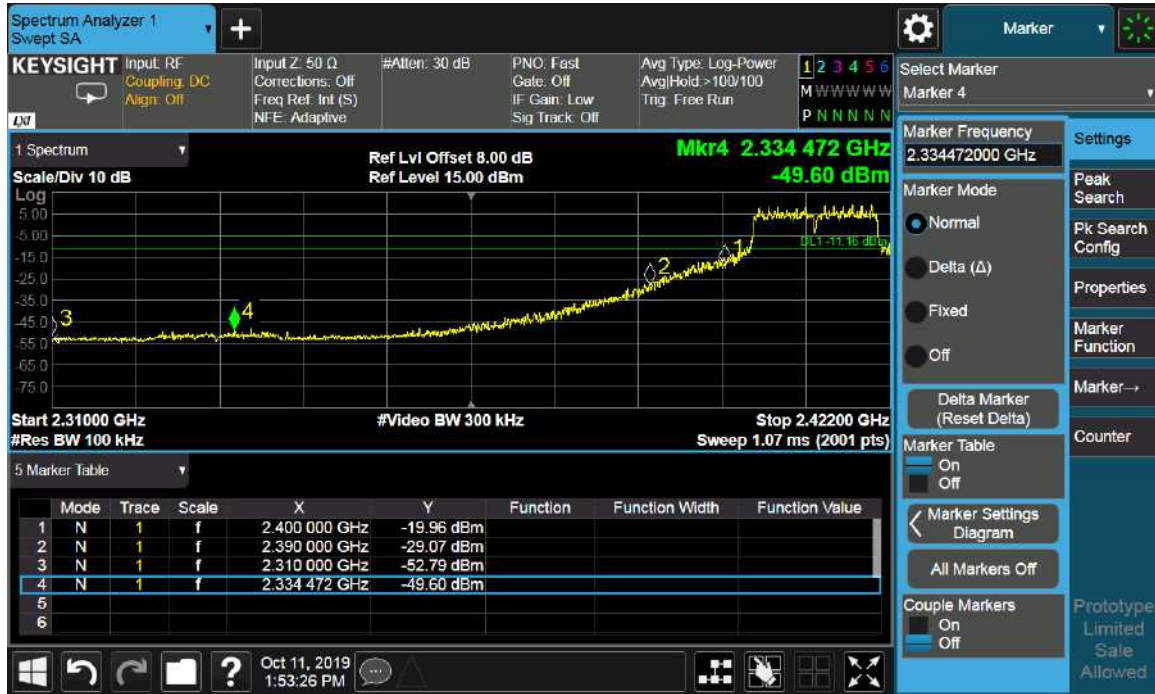 Spectrum Analyzer 1
Swept SA
+
Marker
KEYSIGHT
Input: RF
Coupling: DC
Align: Off
Input Z: 50 Ω
Corrections: Off
Freq Ref: Int (S)
NFE: Adaptive
#Atten: 30 dB
PNO: Fast
Gate: Off
IF Gain: Low
Sig Track: Off
Avg Type: Log-Power
Avg|Hold:>100/100
Trig: Free Run
1 2 3 4 5 6
M W W W W W
P N N N N N
LXI
Select Marker
Marker 4
1 Spectrum
Scale/Div 10 dB
Ref Lvl Offset 8.00 dB
Ref Level 15.00 dBm
Mkr4 2.334 472 GHz
-49.60 dBm
Log
5.00
-5.00
-15.0
-25.0
-35.0
-45.0
-55.0
-65.0
-75.0
DL1 -11.16 dBm
1
2
3
4
Start 2.31000 GHz
#Res BW 100 kHz
#Video BW 300 kHz
Stop 2.42200 GHz
Sweep 1.07 ms (2001 pts)
5 Marker Table
Mode Trace Scale X Y Function Function Width Function Value
1 N 1 f 2.400 000 GHz -19.96 dBm
2 N 1 f 2.390 000 GHz -29.07 dBm
3 N 1 f 2.310 000 GHz -52.79 dBm
4 N 1 f 2.334 472 GHz -49.60 dBm
5
6
Marker Frequency
2.334472000 GHz
Marker Mode
Normal
Delta (Δ)
Fixed
Off
Delta Marker
(Reset Delta)
Marker Table
On
Off
Marker Settings
Diagram
All Markers Off
Couple Markers
On
Off
Settings
Peak
Search
Pk Search
Config
Properties
Marker
Function
Marker→
Counter
Prototype
Limited
Sale
Allowed
?
Oct 11, 2019
1:53:26 PM